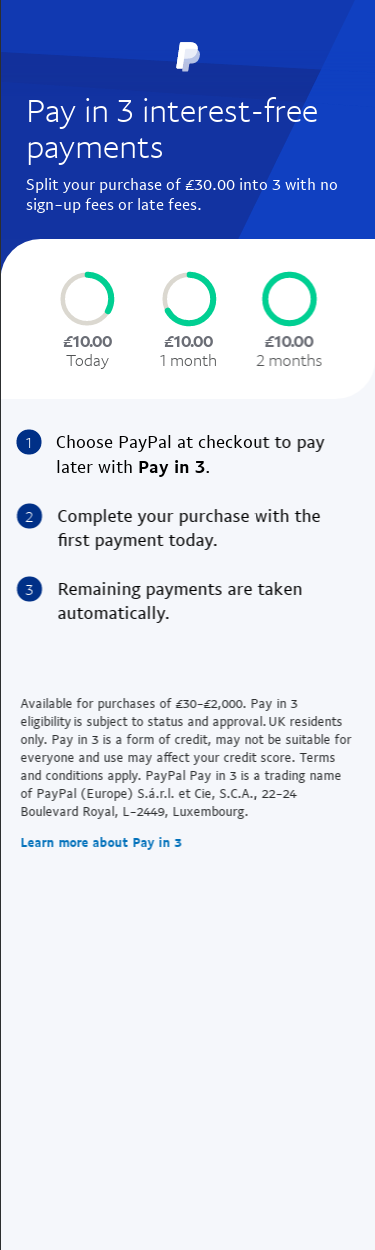 Pay in 3 interest-free
payments
Split your purchase of £30.00 into 3 with no
sign-up fees or late fees.
£10.00 £10.00 £10.00
Today 1 month 2 months
1 Choose PayPal at checkout to pay
later with Pay in 3.
2 Complete your purchase with the
first payment today.
3 Remaining payments are taken
automatically.
Available for purchases of £30-£2,000. Pay in 3
eligibility is subject to status and approval. UK residents
only. Pay in 3 is a form of credit, may not be suitable for
everyone and use may affect your credit score. Terms
and conditions apply. PayPal Pay in 3 is a trading name
of PayPal (Europe) S.á.r.l. et Cie, S.C.A., 22-24
Boulevard Royal, L-2449, Luxembourg.
Learn more about Pay in 3